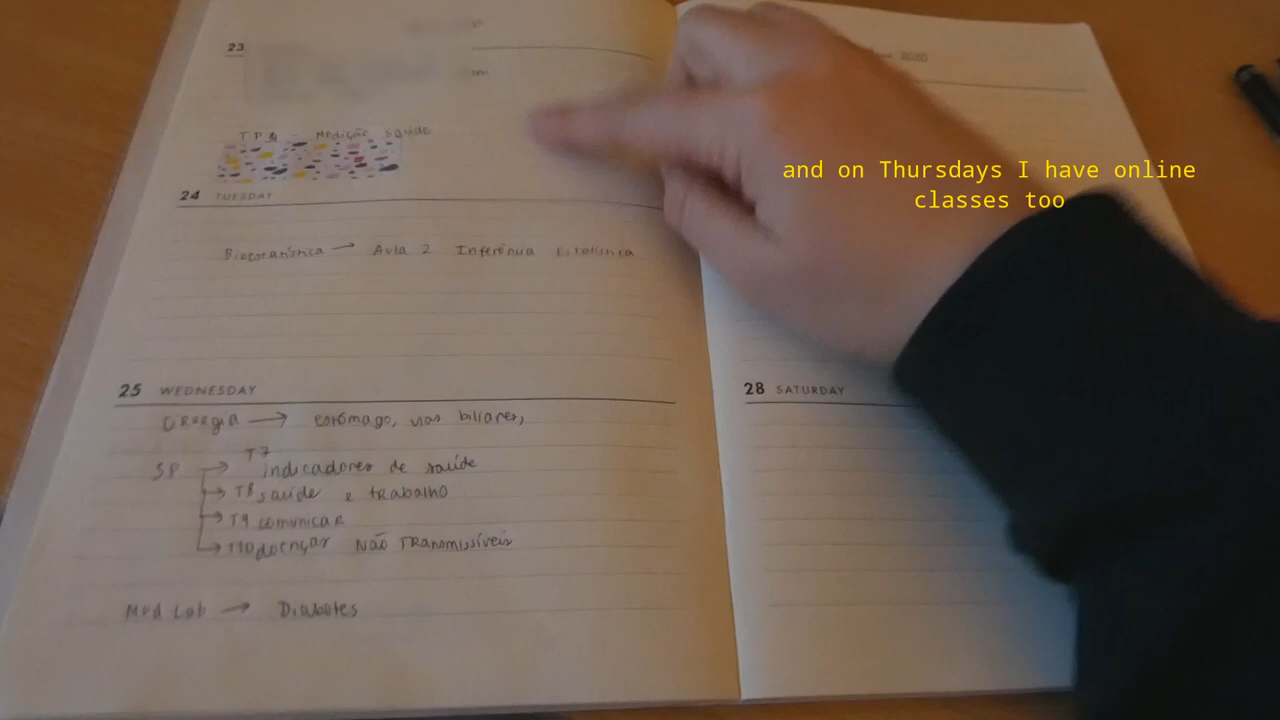 23
TP4 - Medição saúde
24 TUESDAY
Bioestatística → Aula 2 Inferência Estatística
25 WEDNESDAY
CIRURGIA → estômago, vias biliares,
SP → T7 indicadores de saúde
→ T8 saúde e trabalho
→ T9 comunicar
→ T10 doenças NÃO TRANSMISSÍVEIS
Med Lab → Diabetes
2020
28 SATURDAY
and on Thursdays I have online
classes too